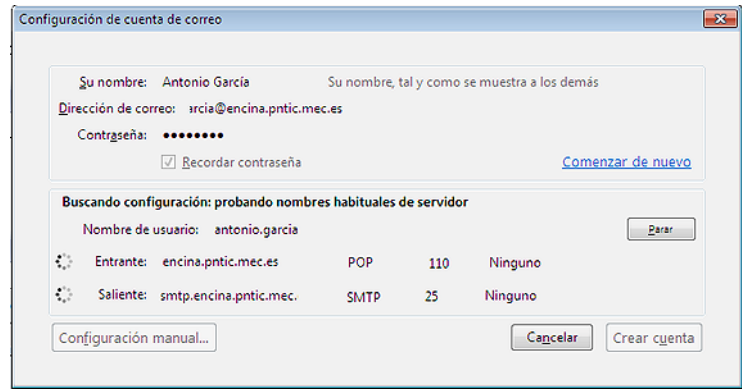 Configuración de cuenta de correo
Su nombre: Antonio García Su nombre, tal y como se muestra a los demás
Dirección de correo: arcia@encina.pntic.mec.es
Contraseña: ••••••••
Recordar contraseña Comenzar de nuevo
Buscando configuración: probando nombres habituales de servidor
Nombre de usuario: antonio.garcia Parar
Entrante: encina.pntic.mec.es POP 110 Ninguno
Saliente: smtp.encina.pntic.mec. SMTP 25 Ninguno
Configuración manual... Cancelar Crear cuenta